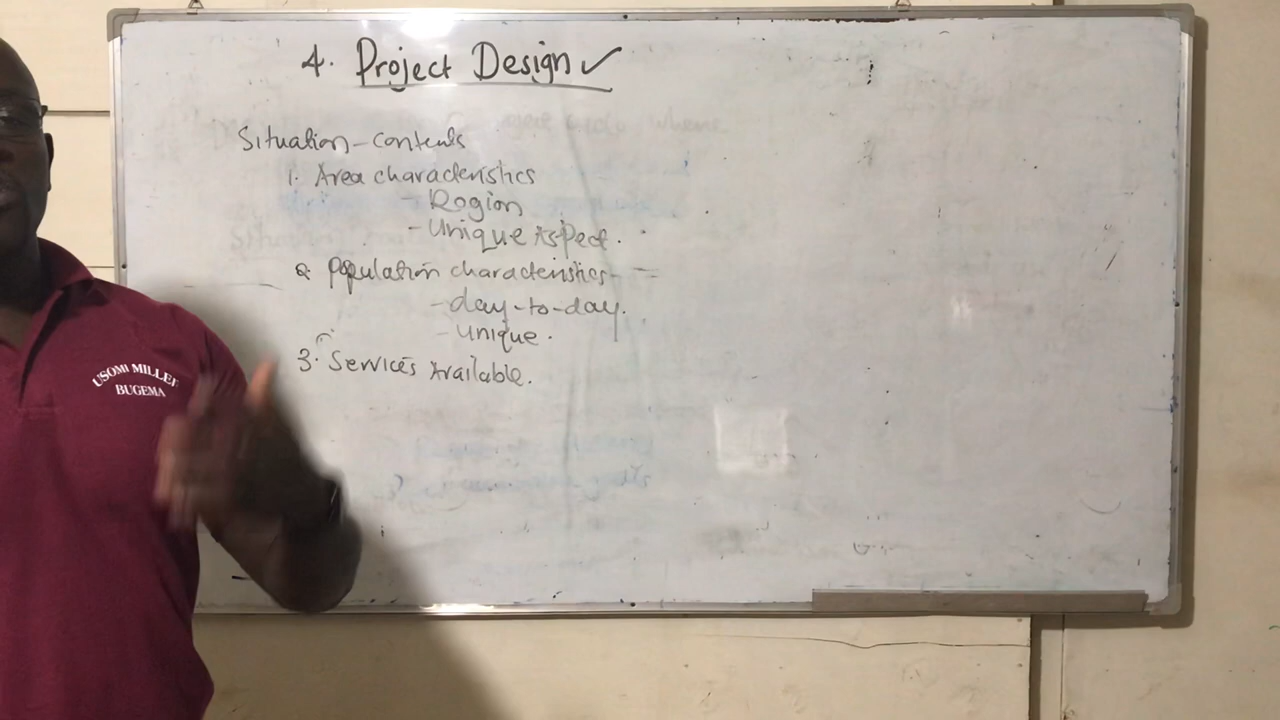 4. Project Design ✓
Situation – contents
1. Area characteristics
- Region
- Unique Aspect.
2. Population characteristics-
- day-to-day.
- Unique.
3. Services Available.
USOMI MILLER
BUGEMA